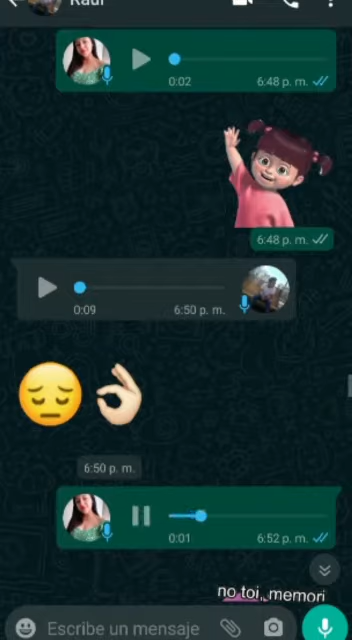 Raul
0:02 6:48 p. m.
6:48 p. m.
0:09 6:50 p. m.
6:50 p. m.
0:01 6:52 p. m.
no toi,, memori
Escribe un mensaje